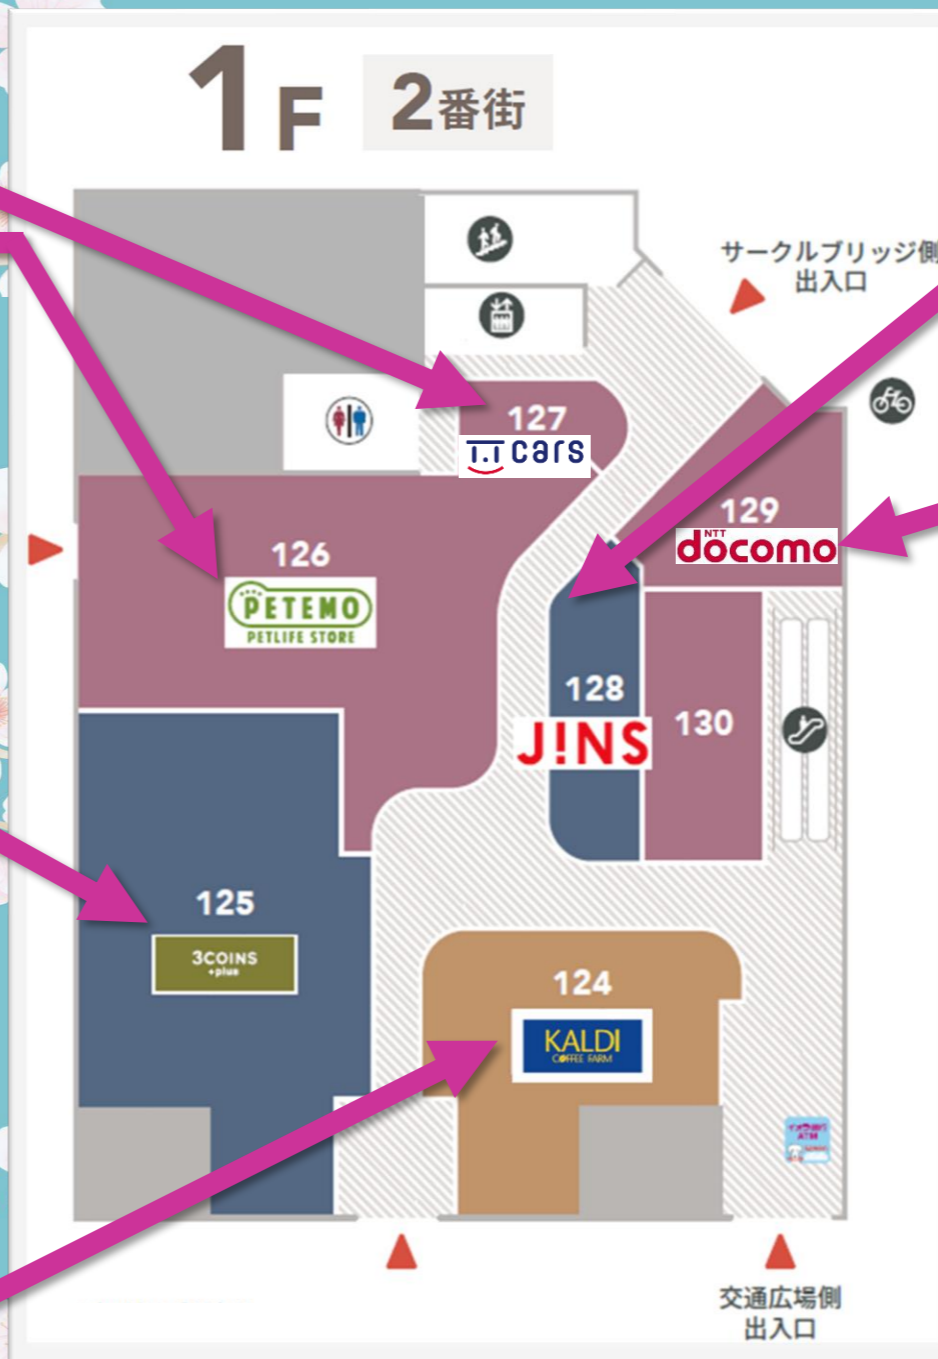 1F 2番街
サークルブリッジ側
出入口
127
T.T cars
129
NTT
docomo
126
PETEMO
PETLIFE STORE
128
J!NS
130
125
3COINS
+plus
124
KALDI
COFFEE FARM
ATM
交通広場側
出入口